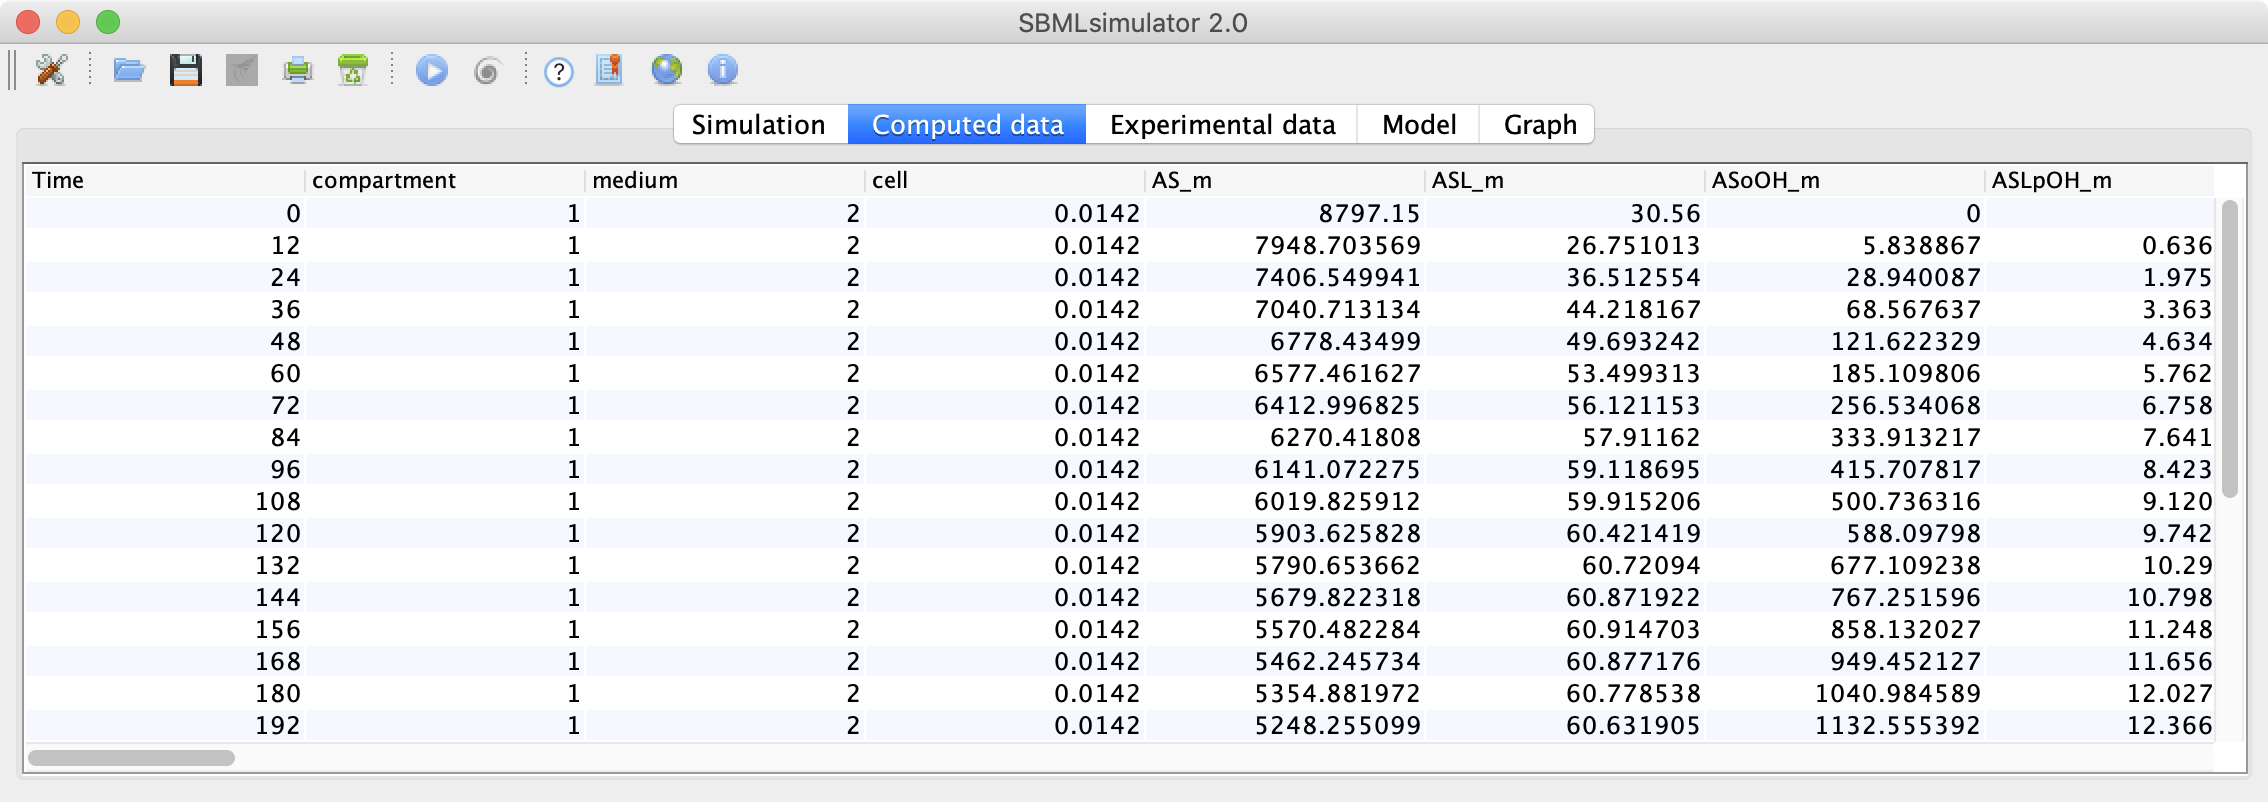 SBMLsimulator 2.0
Simulation Computed data Experimental data Model Graph
Time compartment medium cell AS_m ASL_m ASoOH_m ASLpOH_m
0 1 2 0.0142 8797.15 30.56 0
12 1 2 0.0142 7948.703569 26.751013 5.838867 0.636
24 1 2 0.0142 7406.549941 36.512554 28.940087 1.975
36 1 2 0.0142 7040.713134 44.218167 68.567637 3.363
48 1 2 0.0142 6778.43499 49.693242 121.622329 4.634
60 1 2 0.0142 6577.461627 53.499313 185.109806 5.762
72 1 2 0.0142 6412.996825 56.121153 256.534068 6.758
84 1 2 0.0142 6270.41808 57.91162 333.913217 7.641
96 1 2 0.0142 6141.072275 59.118695 415.707817 8.423
108 1 2 0.0142 6019.825912 59.915206 500.736316 9.120
120 1 2 0.0142 5903.625828 60.421419 588.09798 9.742
132 1 2 0.0142 5790.653662 60.72094 677.109238 10.29
144 1 2 0.0142 5679.822318 60.871922 767.251596 10.798
156 1 2 0.0142 5570.482284 60.914703 858.132027 11.248
168 1 2 0.0142 5462.245734 60.877176 949.452127 11.656
180 1 2 0.0142 5354.881972 60.778538 1040.984589 12.027
192 1 2 0.0142 5248.255099 60.631905 1132.555392 12.366